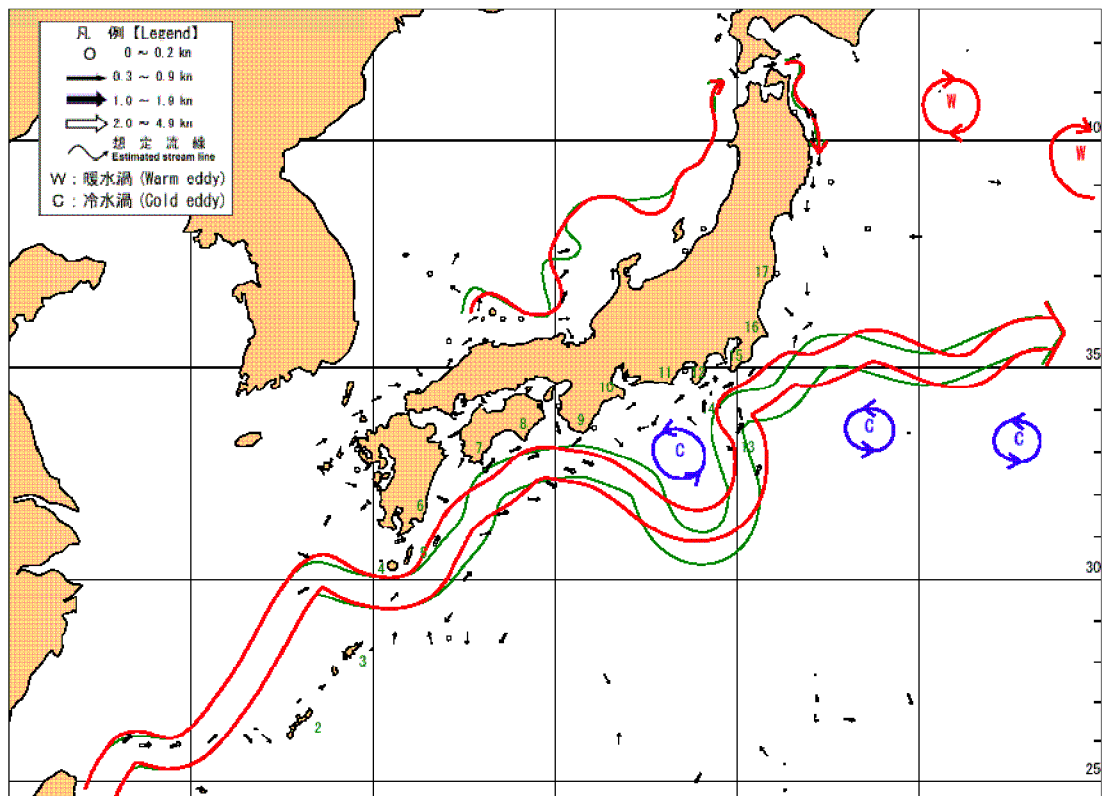 凡 例【Legend】
0 ~ 0.2 kn
0.3 ~ 0.9 kn
1.0 ~ 1.9 kn
2.0 ~ 4.9 kn
想 定 流 線
Estimated stream line
W : 暖水渦 (Warm eddy)
C : 冷水渦 (Cold eddy)
W
40
W
17
16
35
15
11
10
9
8
7
C
C
C
13
6
5
4
30
3
2
25